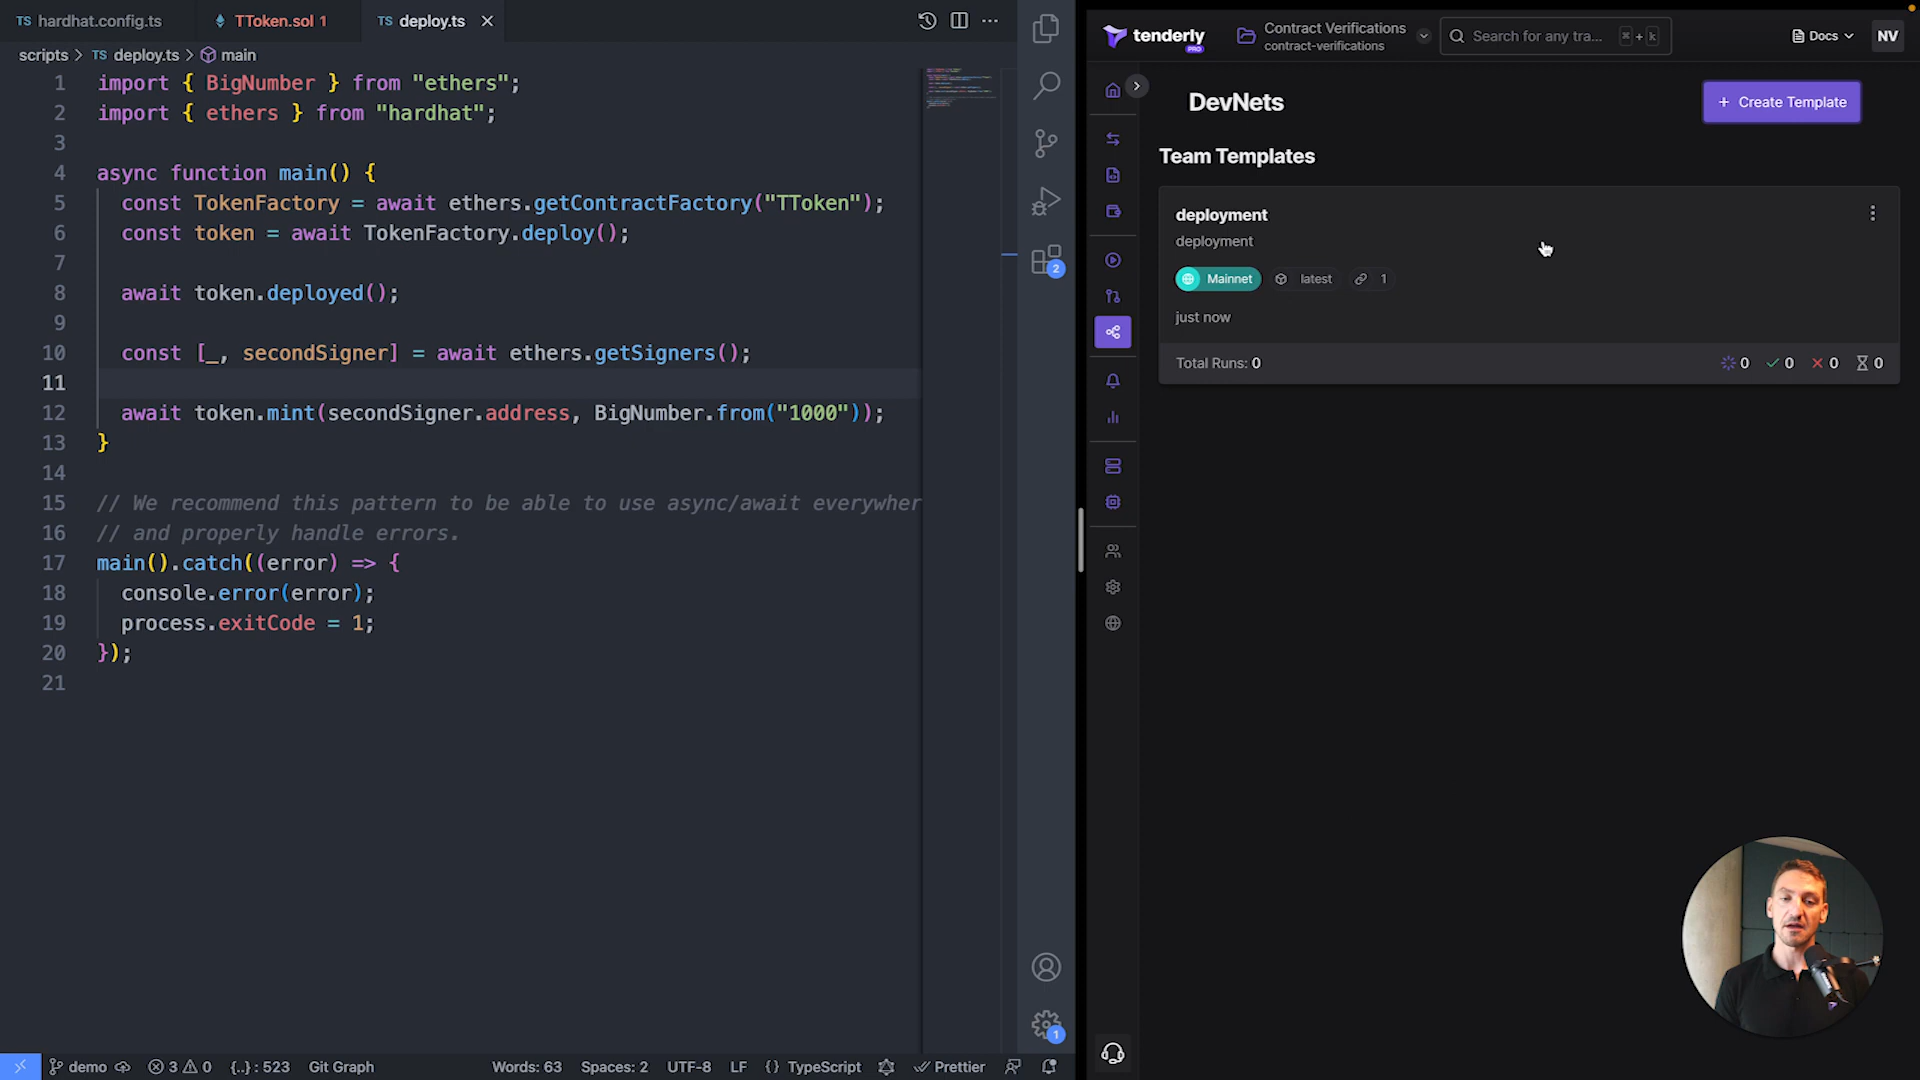 TS hardhat.config.ts
TToken.sol 1
TS deploy.ts
scripts > TS deploy.ts > main
1 import { BigNumber } from "ethers";
2 import { ethers } from "hardhat";
3
4 async function main() {
5 const TokenFactory = await ethers.getContractFactory("TToken");
6 const token = await TokenFactory.deploy();
7
8 await token.deployed();
9
10 const [_, secondSigner] = await ethers.getSigners();
11
12 await token.mint(secondSigner.address, BigNumber.from("1000"));
13 }
14
15 // We recommend this pattern to be able to use async/await everywher
16 // and properly handle errors.
17 main().catch((error) => {
18 console.error(error);
19 process.exitCode = 1;
20 });
21
2
1
demo
3
0
{..} : 523
Git Graph
Words: 63
Spaces: 2
UTF-8
LF
{} TypeScript
Prettier
tenderly
PRO
Contract Verifications
contract-verifications
Search for any tra...
⌘ + k
Docs
NV
DevNets
+ Create Template
Team Templates
deployment
deployment
Mainnet
latest
1
just now
Total Runs: 0
0
0
0
0